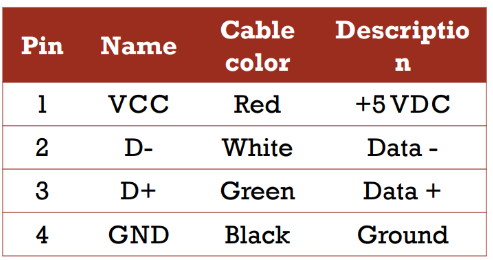 Pin Name Cable color Descriptio
n
1 VCC Red +5 VDC
2 D- White Data -
3 D+ Green Data +
4 GND Black Ground